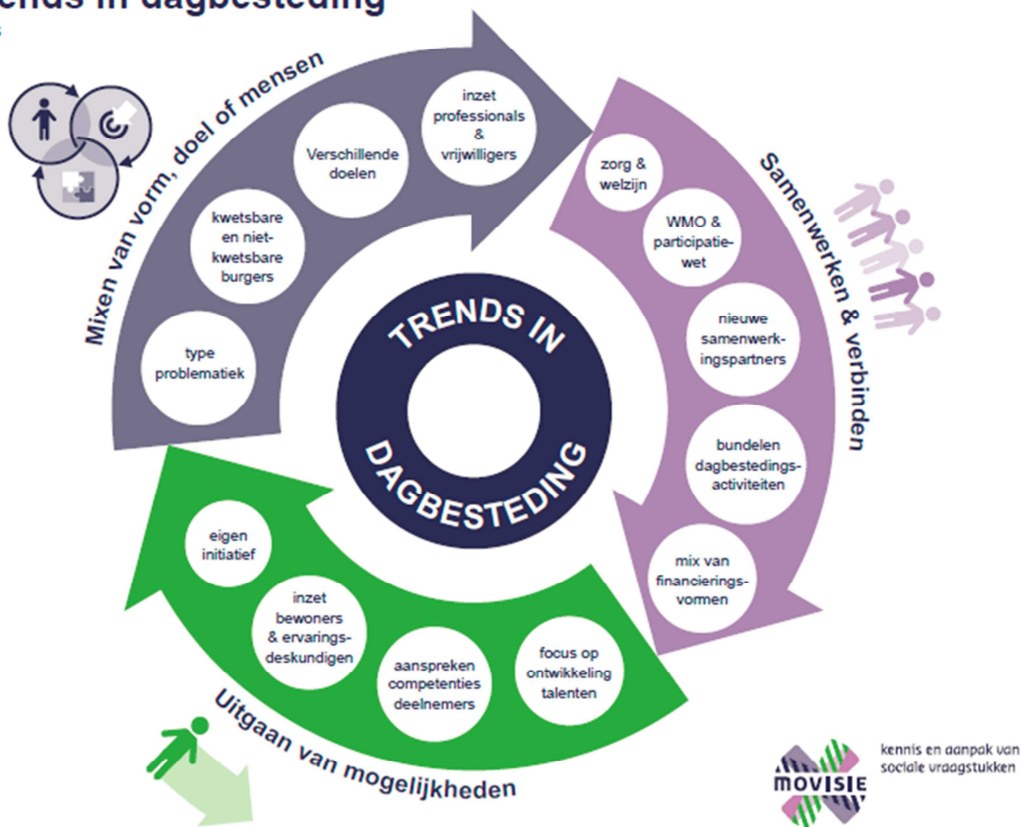 ends in dagbesteding
Mixen van vorm, doel of mensen
type
problematiek
kwetsbare
en niet-
kwetsbare
burgers
Verschillende
doelen
inzet
professionals
&
vrijwilligers
Samenwerken & verbinden
zorg &
welzijn
WMO &
participatie-
wet
nieuwe
samenwerk-
ingspartners
bundelen
dagbestedings-
activiteiten
mix van
financierings-
vormen
Uitgaan van mogelijkheden
focus op
ontwikkeling
talenten
aanspreken
competenties
deelnemers
inzet
bewoners
& ervarings-
deskundigen
eigen
initiatief
TRENDS IN
DAGBESTEDING
MOVISIE
kennis en aanpak van
sociale vraagstukken